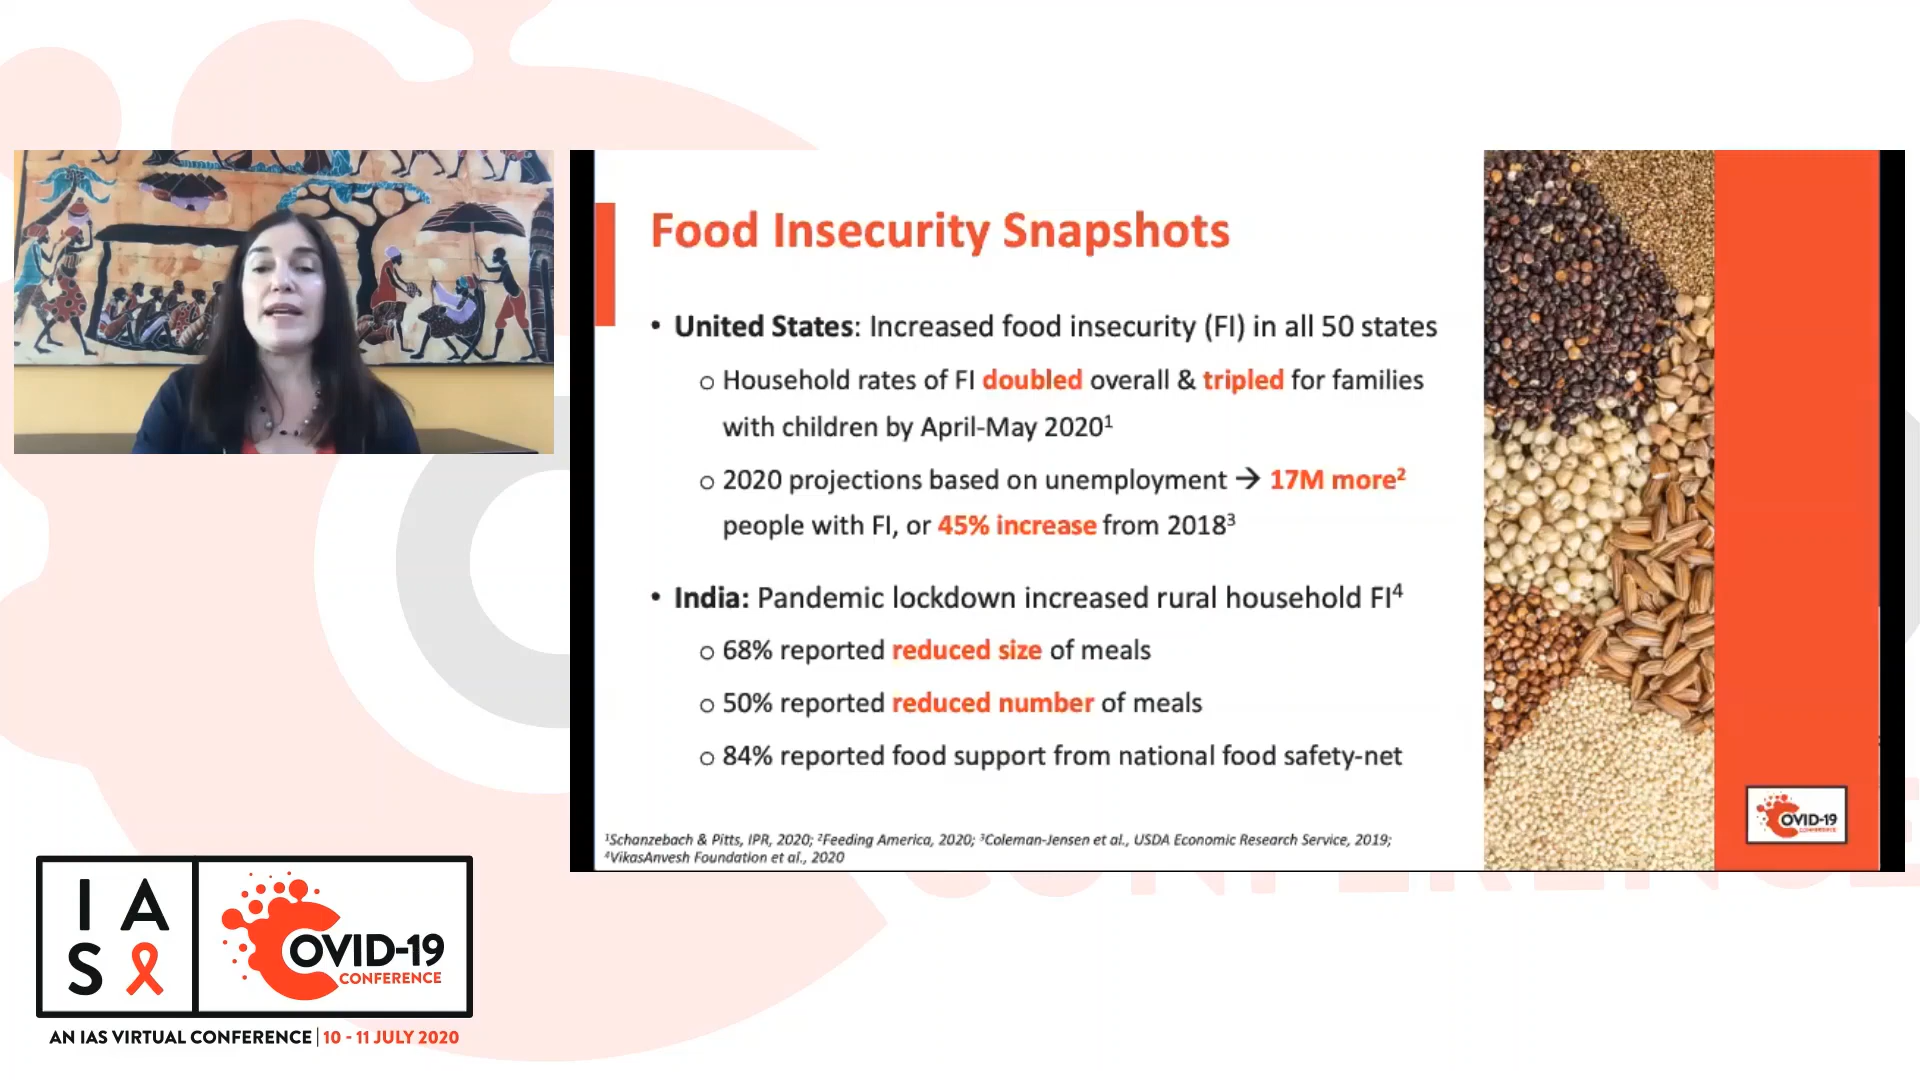 Food Insecurity Snapshots
• United States: Increased food insecurity (FI) in all 50 states
o Household rates of FI doubled overall & tripled for families
with children by April-May 2020¹
o 2020 projections based on unemployment → 17M more²
people with FI, or 45% increase from 2018³
• India: Pandemic lockdown increased rural household FI⁴
o 68% reported reduced size of meals
o 50% reported reduced number of meals
o 84% reported food support from national food safety-net
¹Schanzebach & Pitts, IPR, 2020; ²Feeding America, 2020; ³Coleman-Jensen et al., USDA Economic Research Service, 2019;
⁴VikasAnvesh Foundation et al., 2020
COVID-19
CONFERENCE
IAS
COVID-19
CONFERENCE
AN IAS VIRTUAL CONFERENCE | 10 - 11 JULY 2020
CONFERENCE